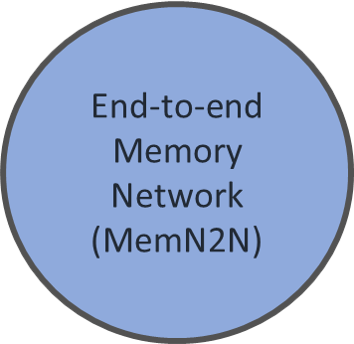 End-to-end
Memory
Network
(MemN2N)